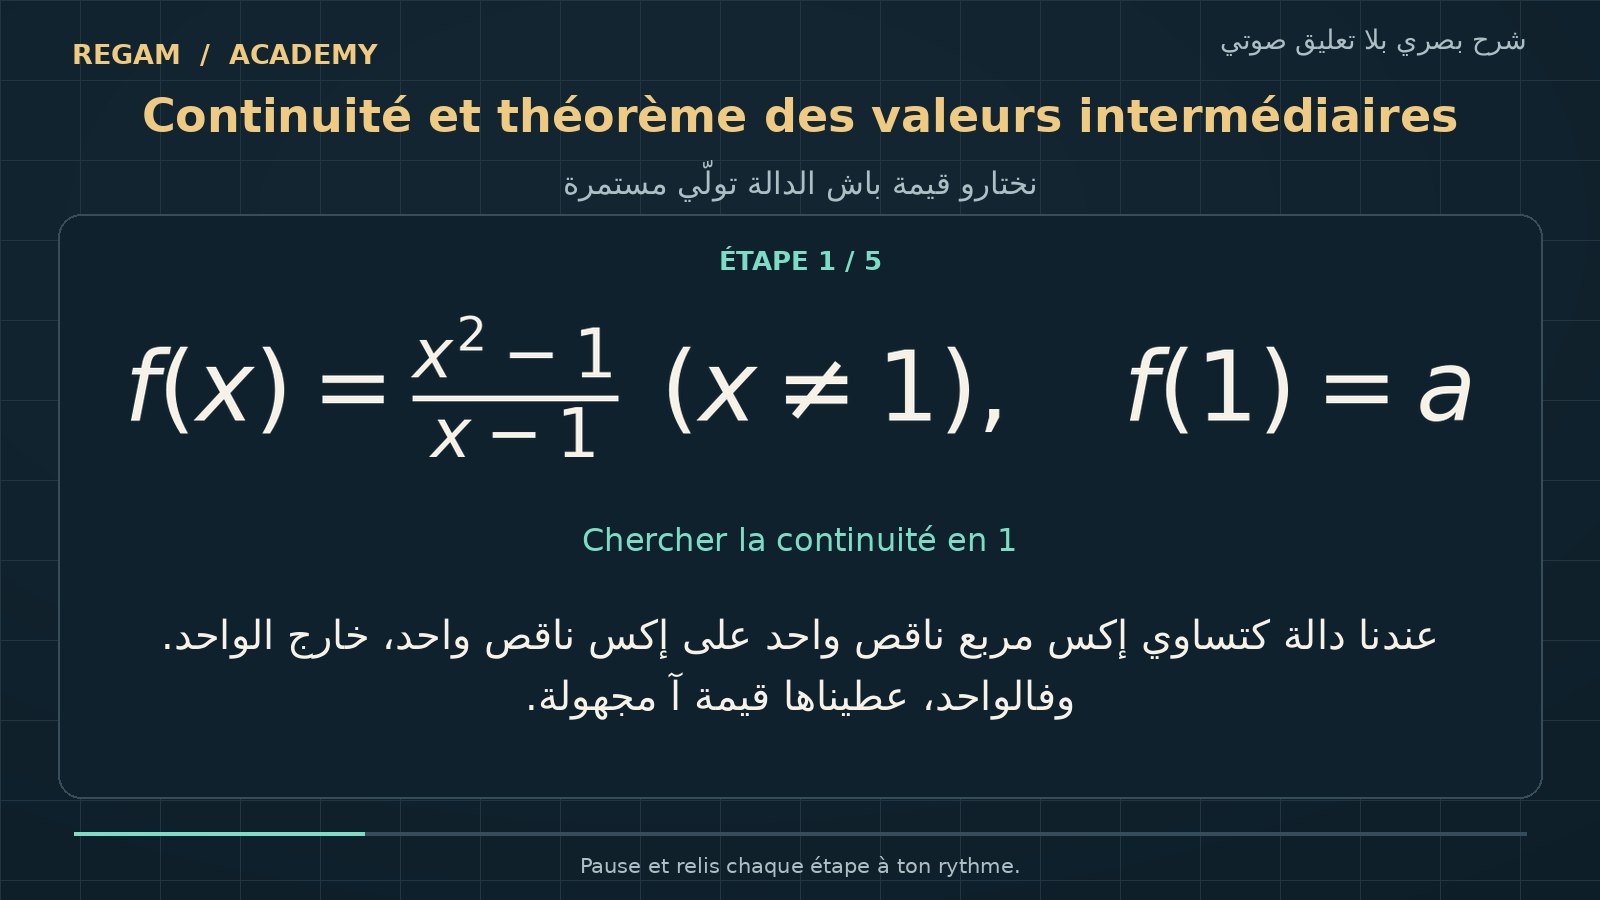 REGAM / ACADEMY
شرح بصري بلا تعليق صوتي
Continuité et théorème des valeurs intermédiaires
نختارو قيمة باش الدالة تولّي مستمرة
ÉTAPE 1 / 5
f(x) = \frac{x^2 - 1}{x - 1} (x ≠ 1), f(1) = a
Chercher la continuité en 1
عندنا دالة كتساوي إكس مربع ناقص واحد على إكس ناقص واحد، خارج الواحد.
وفالواحد، عطيناها قيمة آ مجهولة.
Pause et relis chaque étape à ton rythme.